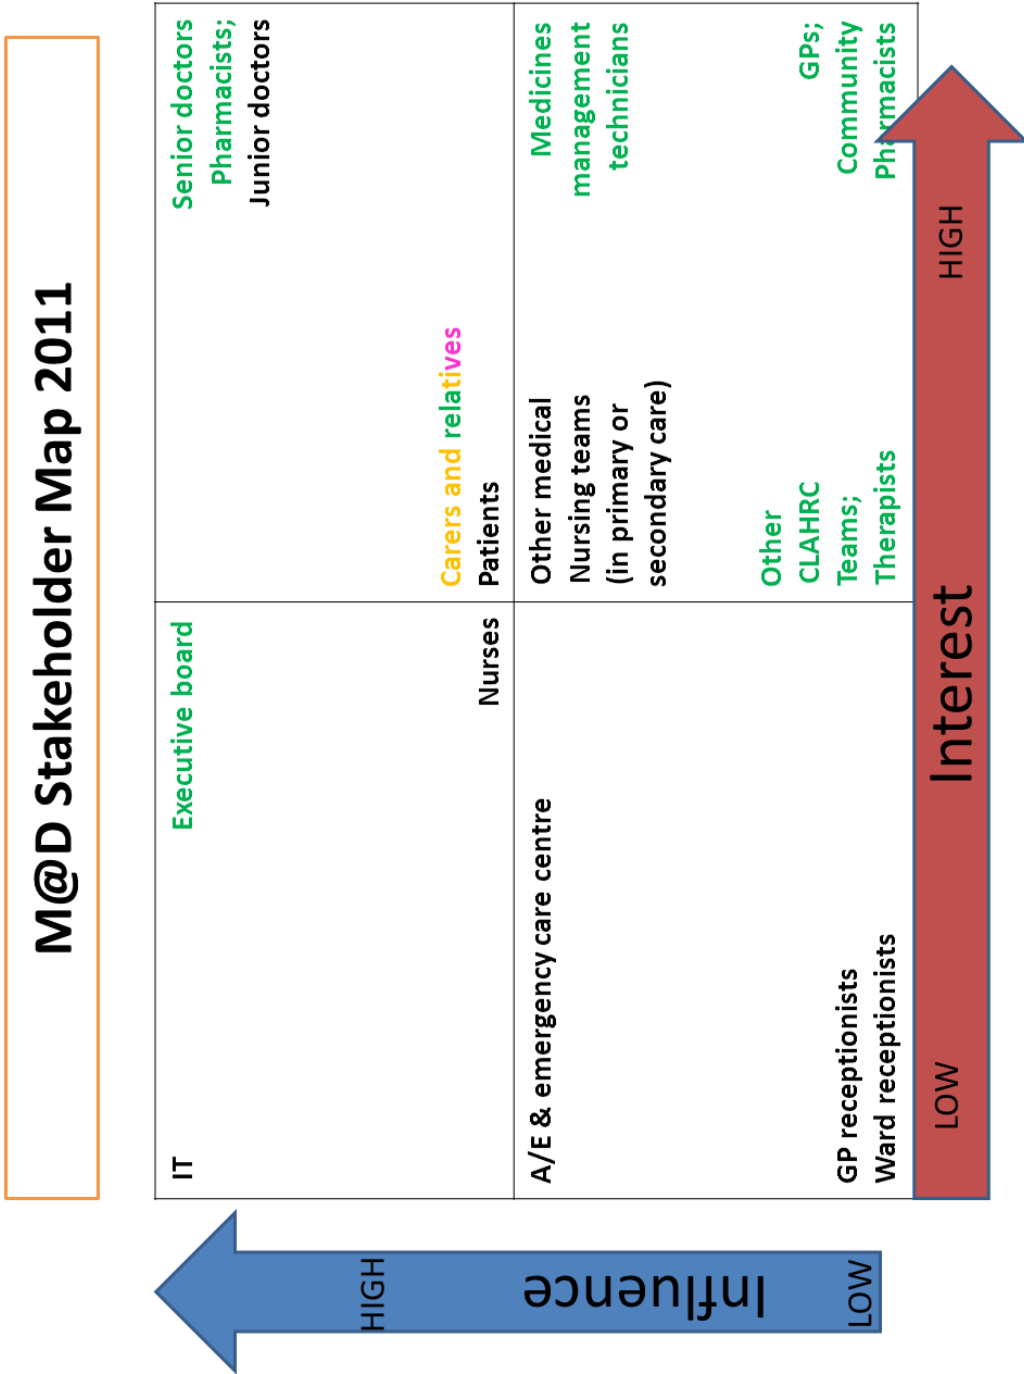 M@D Stakeholder Map 2011
HIGH
Influence
LOW
IT
Executive board
Nurses
Senior doctors
Pharmacists;
Junior doctors
Carers and relatives
Patients
A/E & emergency care centre
GP receptionists
Ward receptionists
Other medical
Nursing teams
(in primary or
secondary care)
Medicines
management
technicians
Other
CLAHRC
Teams;
Therapists
GPs;
Community
Pharmacists
LOW
Interest
HIGH